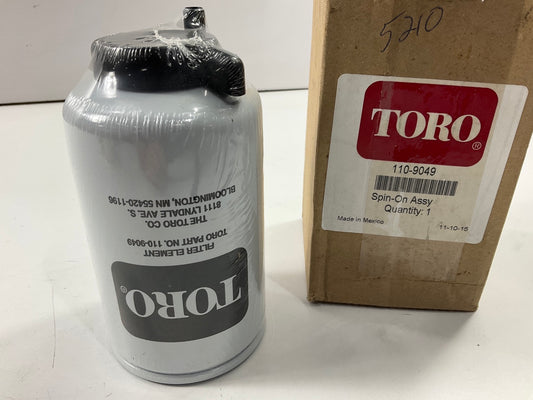 5210
TORO®
110-9049
Spin-On Assy
Quantity: 1
Made in Mexico
11-10-15
TORO®
FILTER ELEMENT
TORO PART NO. 110-9049
THE TORO CO.
8111 LYNDALE AVE. S.
BLOOMINGTON, MN 55420-1196